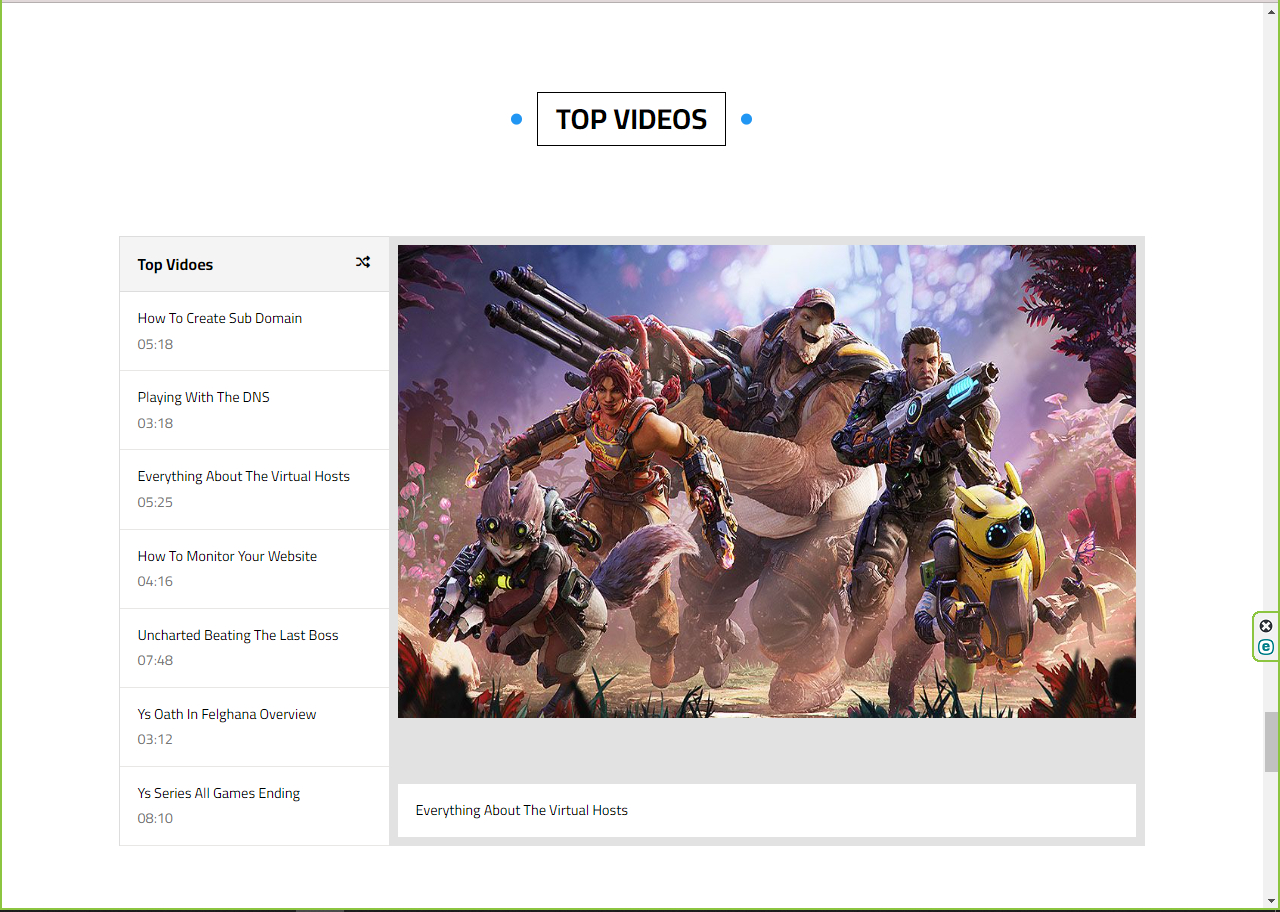 TOP VIDEOS
Top Vidoes
How To Create Sub Domain
05:18
Playing With The DNS
03:18
Everything About The Virtual Hosts
05:25
How To Monitor Your Website
04:16
Uncharted Beating The Last Boss
07:48
Ys Oath In Felghana Overview
03:12
Ys Series All Games Ending
08:10
Everything About The Virtual Hosts
e